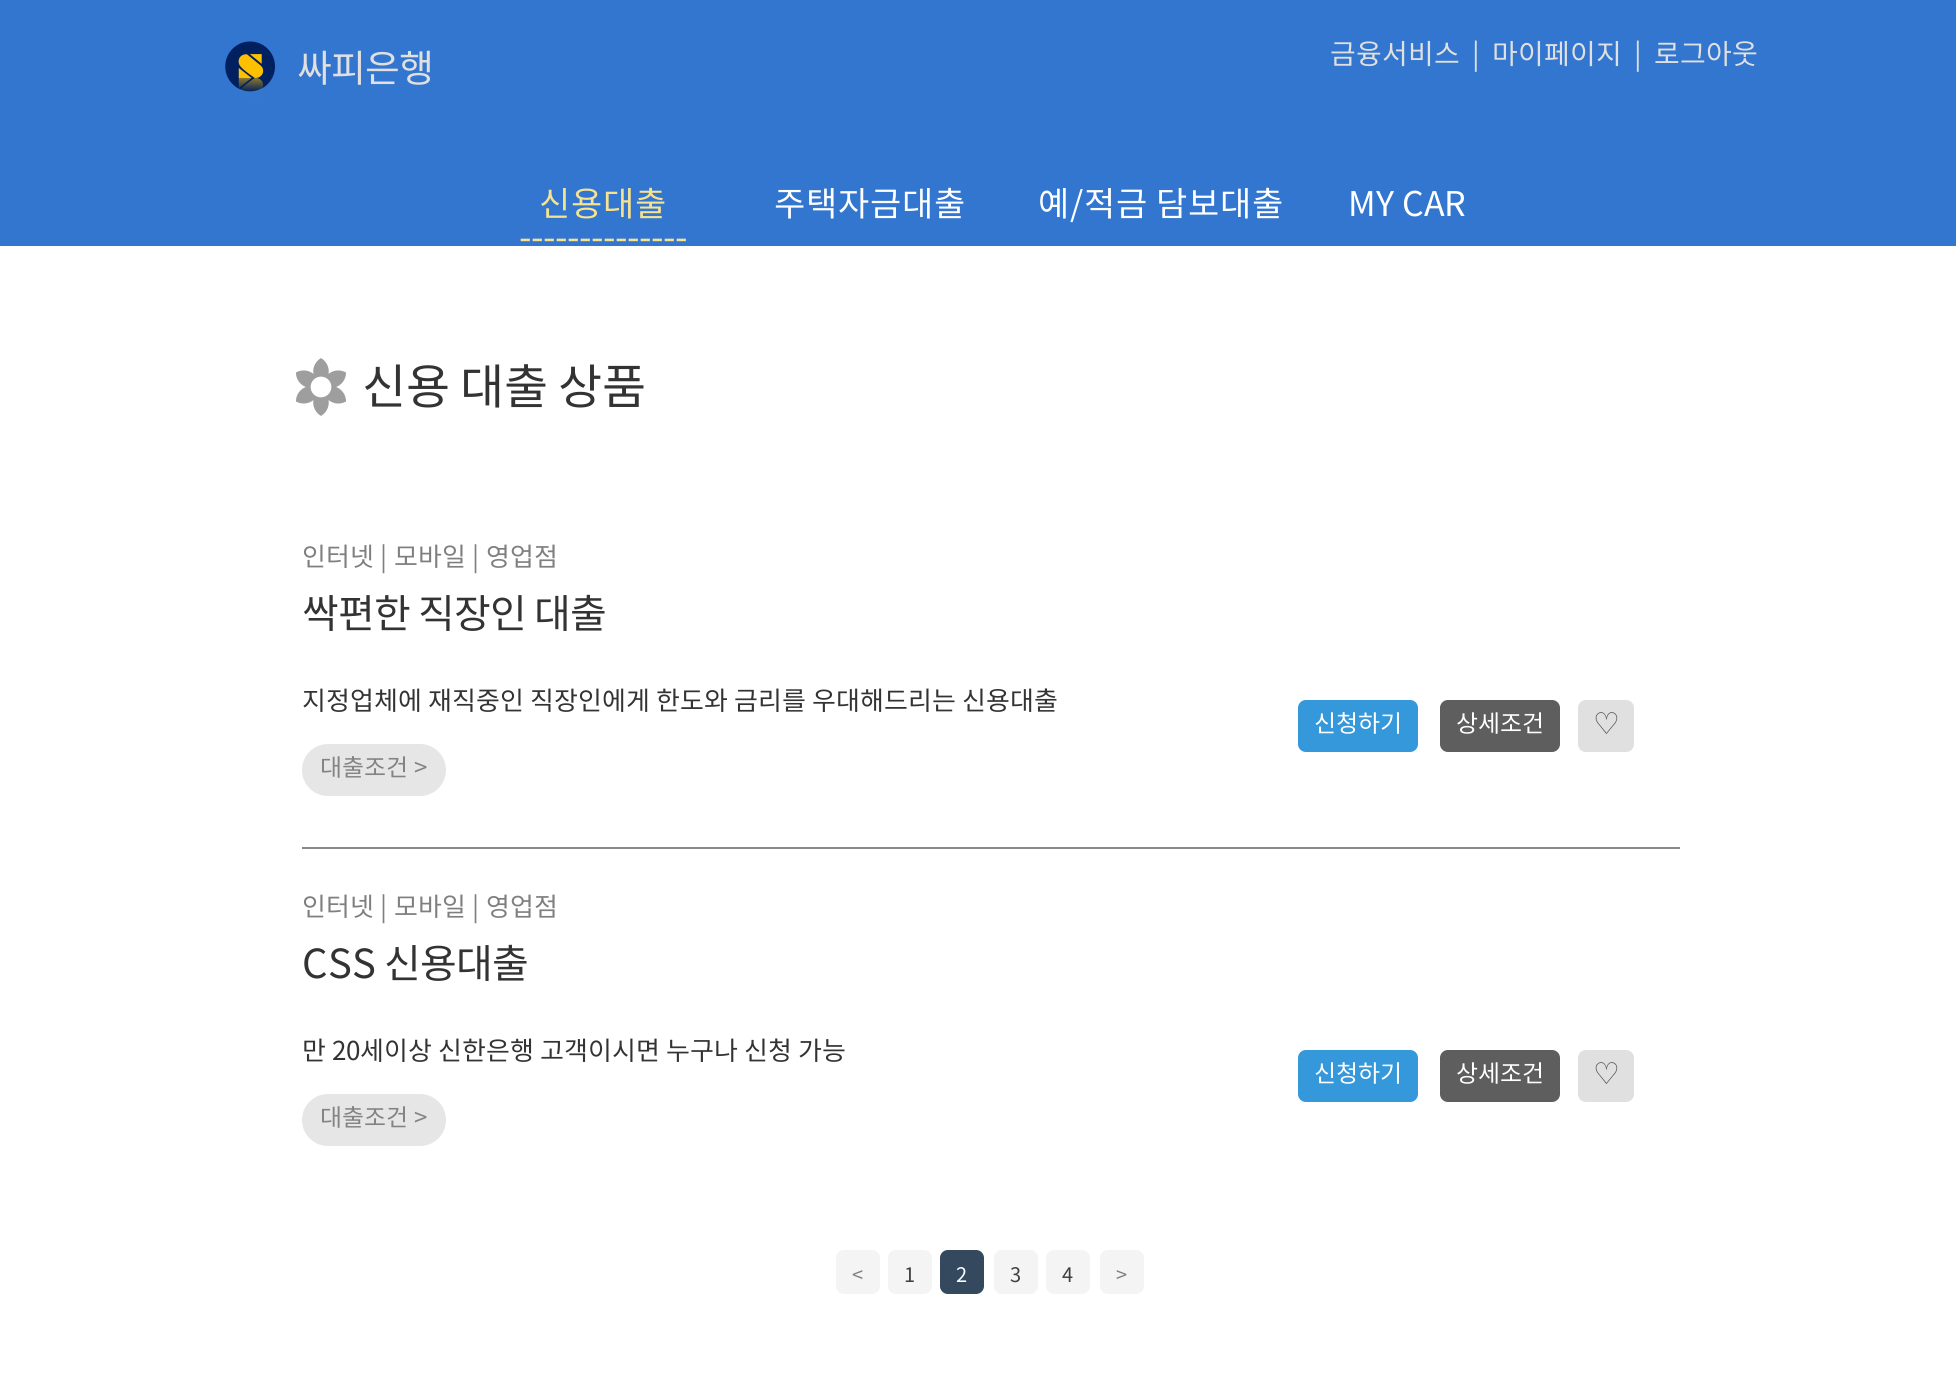 싸피은행
금융서비스 | 마이페이지 | 로그아웃
신용대출 주택자금대출 예/적금 담보대출 MY CAR
신용 대출 상품
인터넷 | 모바일 | 영업점
싹편한 직장인 대출
지정업체에 재직중인 직장인에게 한도와 금리를 우대해드리는 신용대출
신청하기 상세조건 ♡
대출조건 >
인터넷 | 모바일 | 영업점
CSS 신용대출
만 20세이상 신한은행 고객이시면 누구나 신청 가능
신청하기 상세조건 ♡
대출조건 >
< 1 2 3 4 >